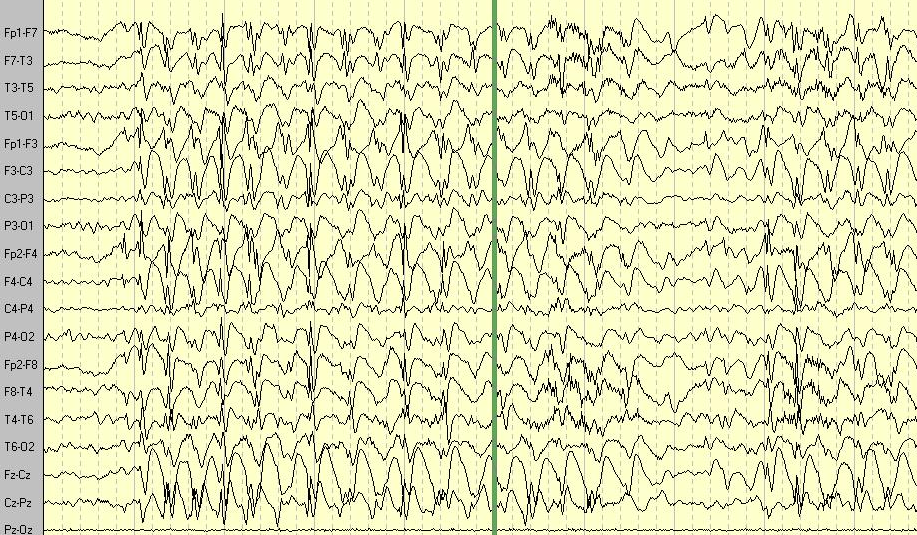 Fp1-F7
F7-T3
T3-T5
T5-O1
Fp1-F3
F3-C3
C3-P3
P3-O1
Fp2-F4
F4-C4
C4-P4
P4-O2
Fp2-F8
F8-T4
T4-T6
T6-O2
Fz-Cz
Cz-Pz
Pz-Oz